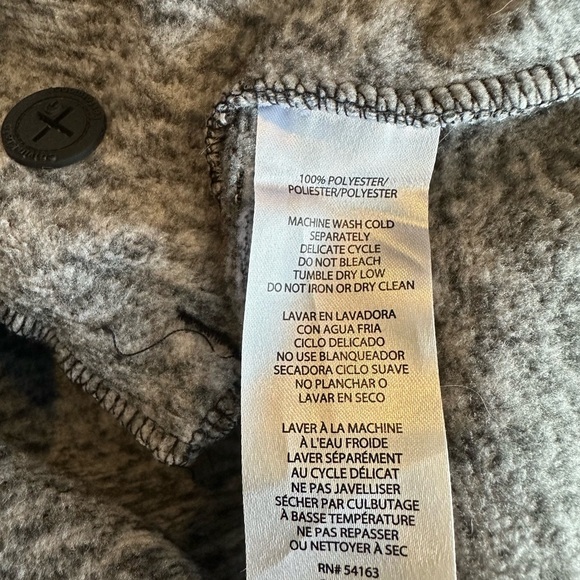 100% POLYESTER/
POLIESTER/POLYESTER
MACHINE WASH COLD
SEPARATELY
DELICATE CYCLE
DO NOT BLEACH
TUMBLE DRY LOW
DO NOT IRON OR DRY CLEAN
LAVAR EN LAVADORA
CON AGUA FRIA
CICLO DELICADO
NO USE BLANQUEADOR
SECADORA CICLO SUAVE
NO PLANCHAR O
LAVAR EN SECO
LAVER À LA MACHINE
À L'EAU FROIDE
LAVER SÉPARÉMENT
AU CYCLE DÉLICAT
NE PAS JAVELLISER
SÉCHER PAR CULBUTAGE
À BASSE TEMPÉRATURE
NE PAS REPASSER
OU NETTOYER À SEC
RN# 54163